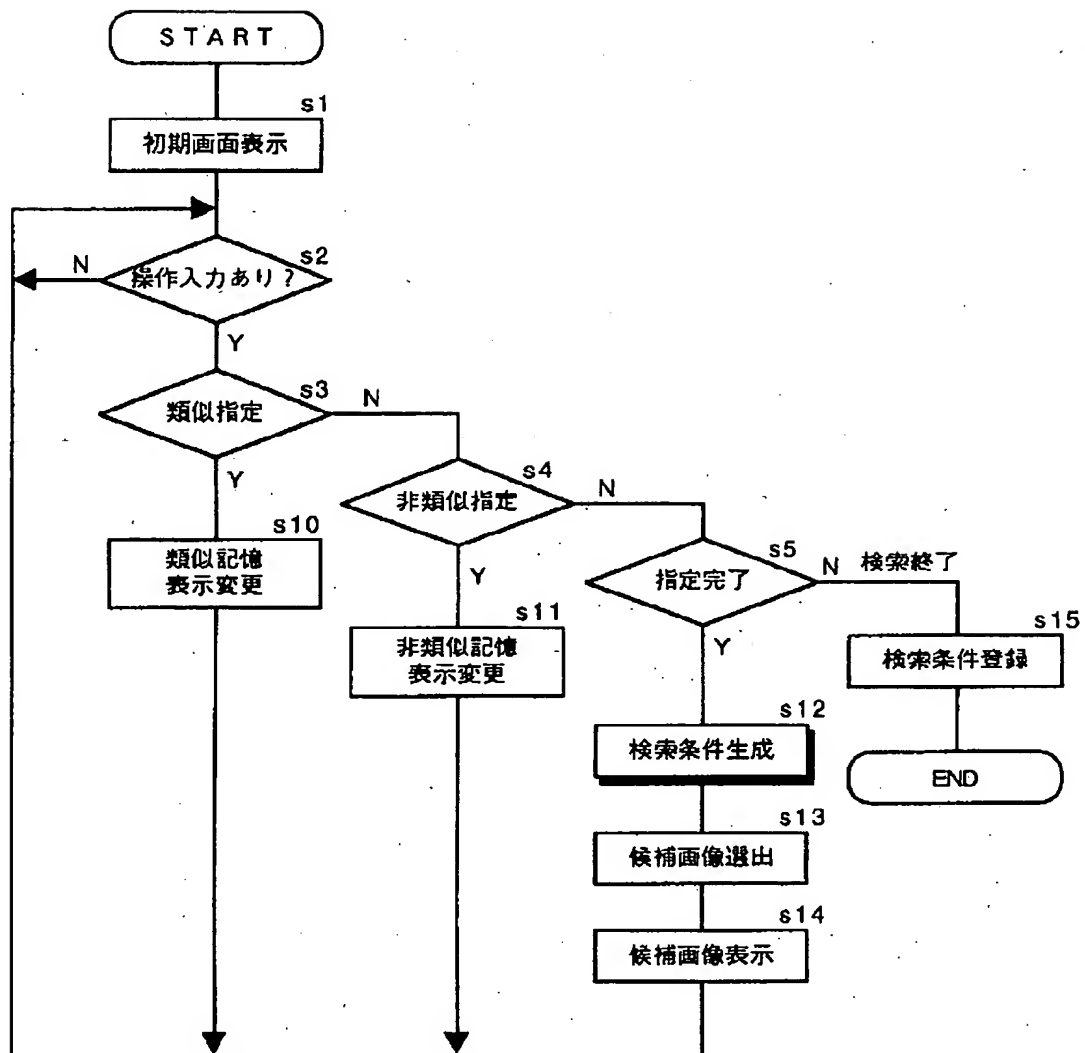 START
s1
初期画面表示
s2
N
操作入力あり？
Y
s3
類似指定
N
Y
s4
非類似指定
N
s10
類似記憶
表示変更
Y
s5
指定完了
N
検索終了
s11
非類似記憶
表示変更
Y
s15
検索条件登録
s12
検索条件生成
END
s13
候補画像選出
s14
候補画像表示